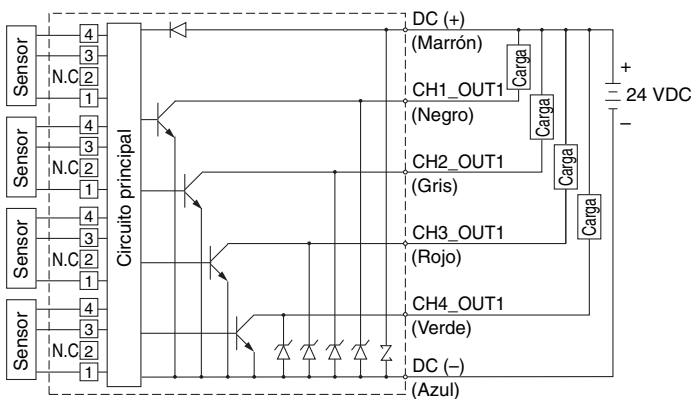 Sensor
4
3
N.C 2
1
Sensor
4
3
N.C 2
1
Sensor
4
3
N.C 2
1
Sensor
4
3
N.C 2
1
Circuito principal
DC (+)
(Marrón)
CH1_OUT1
(Negro)
CH2_OUT1
(Gris)
CH3_OUT1
(Rojo)
CH4_OUT1
(Verde)
DC (–)
(Azul)
Carga
Carga
Carga
Carga
+
24 VDC
–